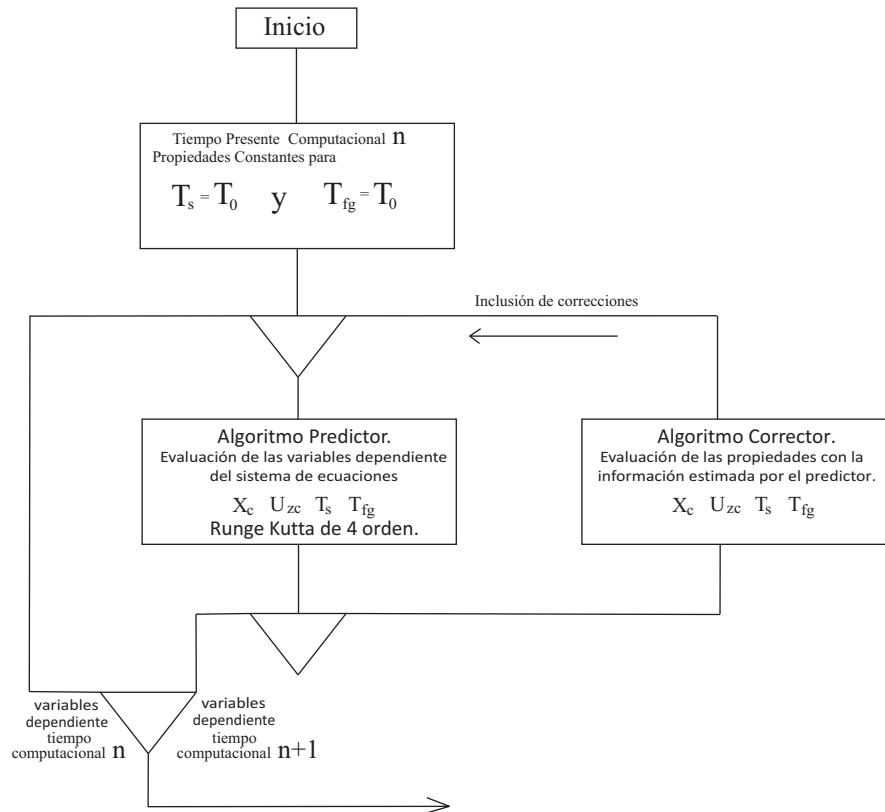 Inicio
Tiempo Presente Computacional n
Propiedades Constantes para
Ts = T0 y Tfg = T0
Inclusión de correcciones
Algoritmo Predictor.
Evaluación de las variables dependiente
del sistema de ecuaciones
Xc Uzc Ts Tfg
Runge Kutta de 4 orden.
Algoritmo Corrector.
Evaluación de las propiedades con la
información estimada por el predictor.
Xc Uzc Ts Tfg
variables
dependiente
tiempo
computacional n
variables
dependiente
tiempo
computacional n+1